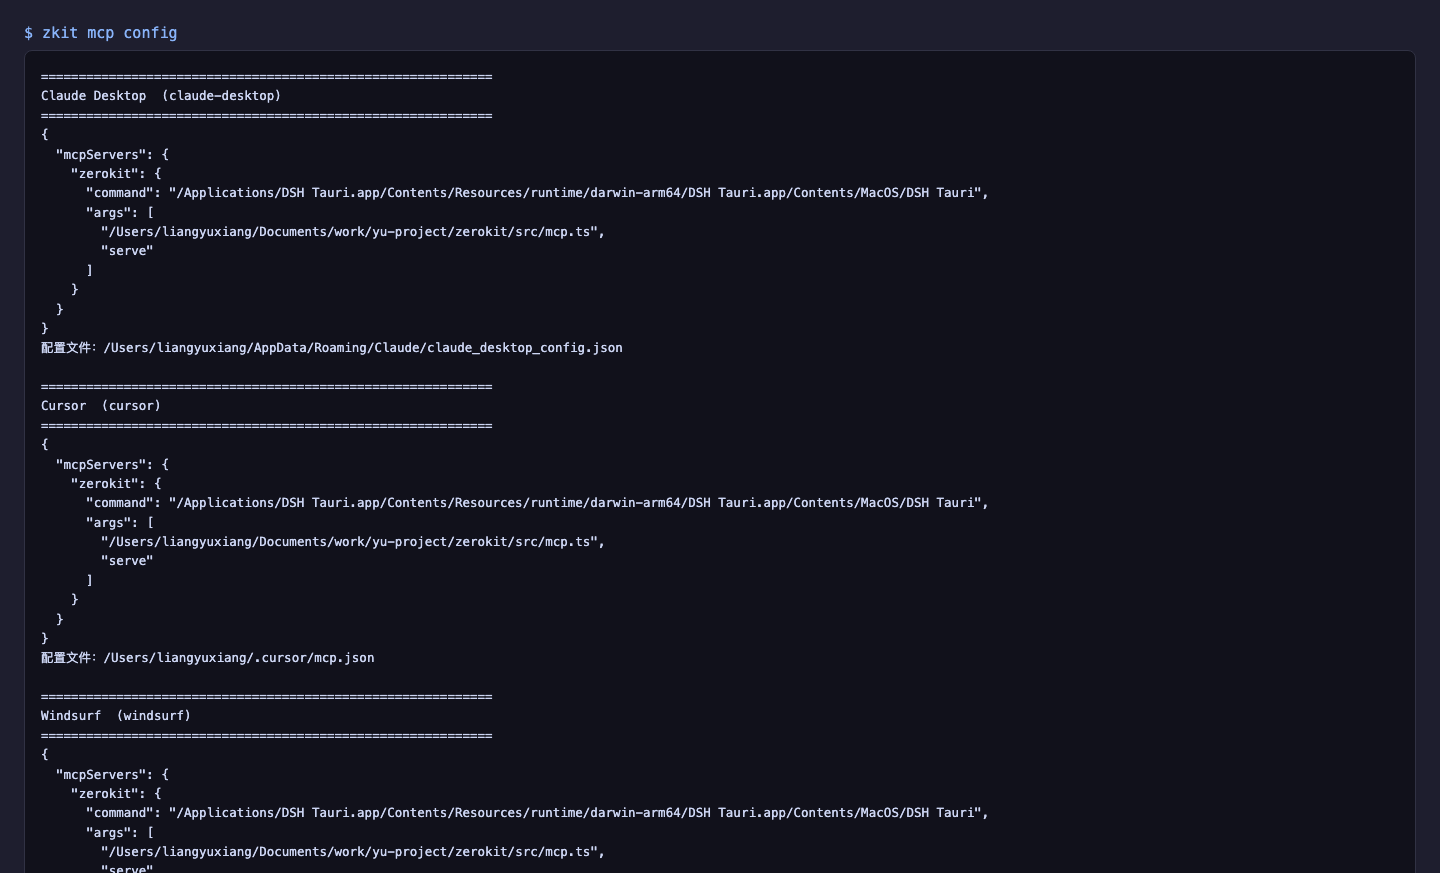 $ zkit mcp config
============================================================
Claude Desktop  (claude-desktop)
============================================================
{
  "mcpServers": {
    "zerokit": {
      "command": "/Applications/DSH Tauri.app/Contents/Resources/runtime/darwin-arm64/DSH Tauri.app/Contents/MacOS/DSH Tauri",
      "args": [
        "/Users/liangyuxiang/Documents/work/yu-project/zerokit/src/mcp.ts",
        "serve"
      ]
    }
  }
}
配置文件: /Users/liangyuxiang/AppData/Roaming/Claude/claude_desktop_config.json

============================================================
Cursor  (cursor)
============================================================
{
  "mcpServers": {
    "zerokit": {
      "command": "/Applications/DSH Tauri.app/Contents/Resources/runtime/darwin-arm64/DSH Tauri.app/Contents/MacOS/DSH Tauri",
      "args": [
        "/Users/liangyuxiang/Documents/work/yu-project/zerokit/src/mcp.ts",
        "serve"
      ]
    }
  }
}
配置文件: /Users/liangyuxiang/.cursor/mcp.json

============================================================
Windsurf  (windsurf)
============================================================
{
  "mcpServers": {
    "zerokit": {
      "command": "/Applications/DSH Tauri.app/Contents/Resources/runtime/darwin-arm64/DSH Tauri.app/Contents/MacOS/DSH Tauri",
      "args": [
        "/Users/liangyuxiang/Documents/work/yu-project/zerokit/src/mcp.ts",
        "serve"